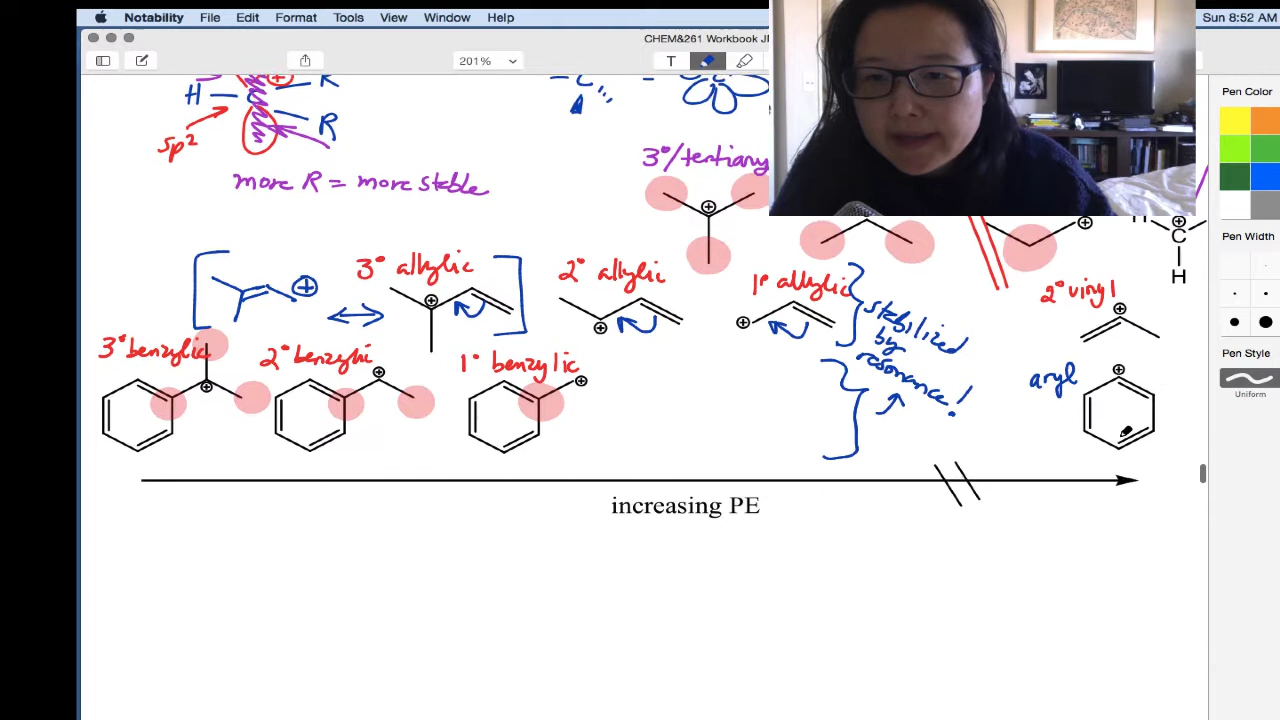 Notability File Edit Format Tools View Window Help
Sun 8:52 AM
CHEM&261 Workbook JF
201%
T
Pen Color
Pen Width
Pen Style
Uniform
R
H C R
sp²
more R = more stable
C
3°/tertiary
H C
H
3° allylic
2° allylic
1° allylic
2° vinyl
stabilized
by
resonance!
3° benzylic
2° benzylic
1° benzylic
aryl
increasing PE